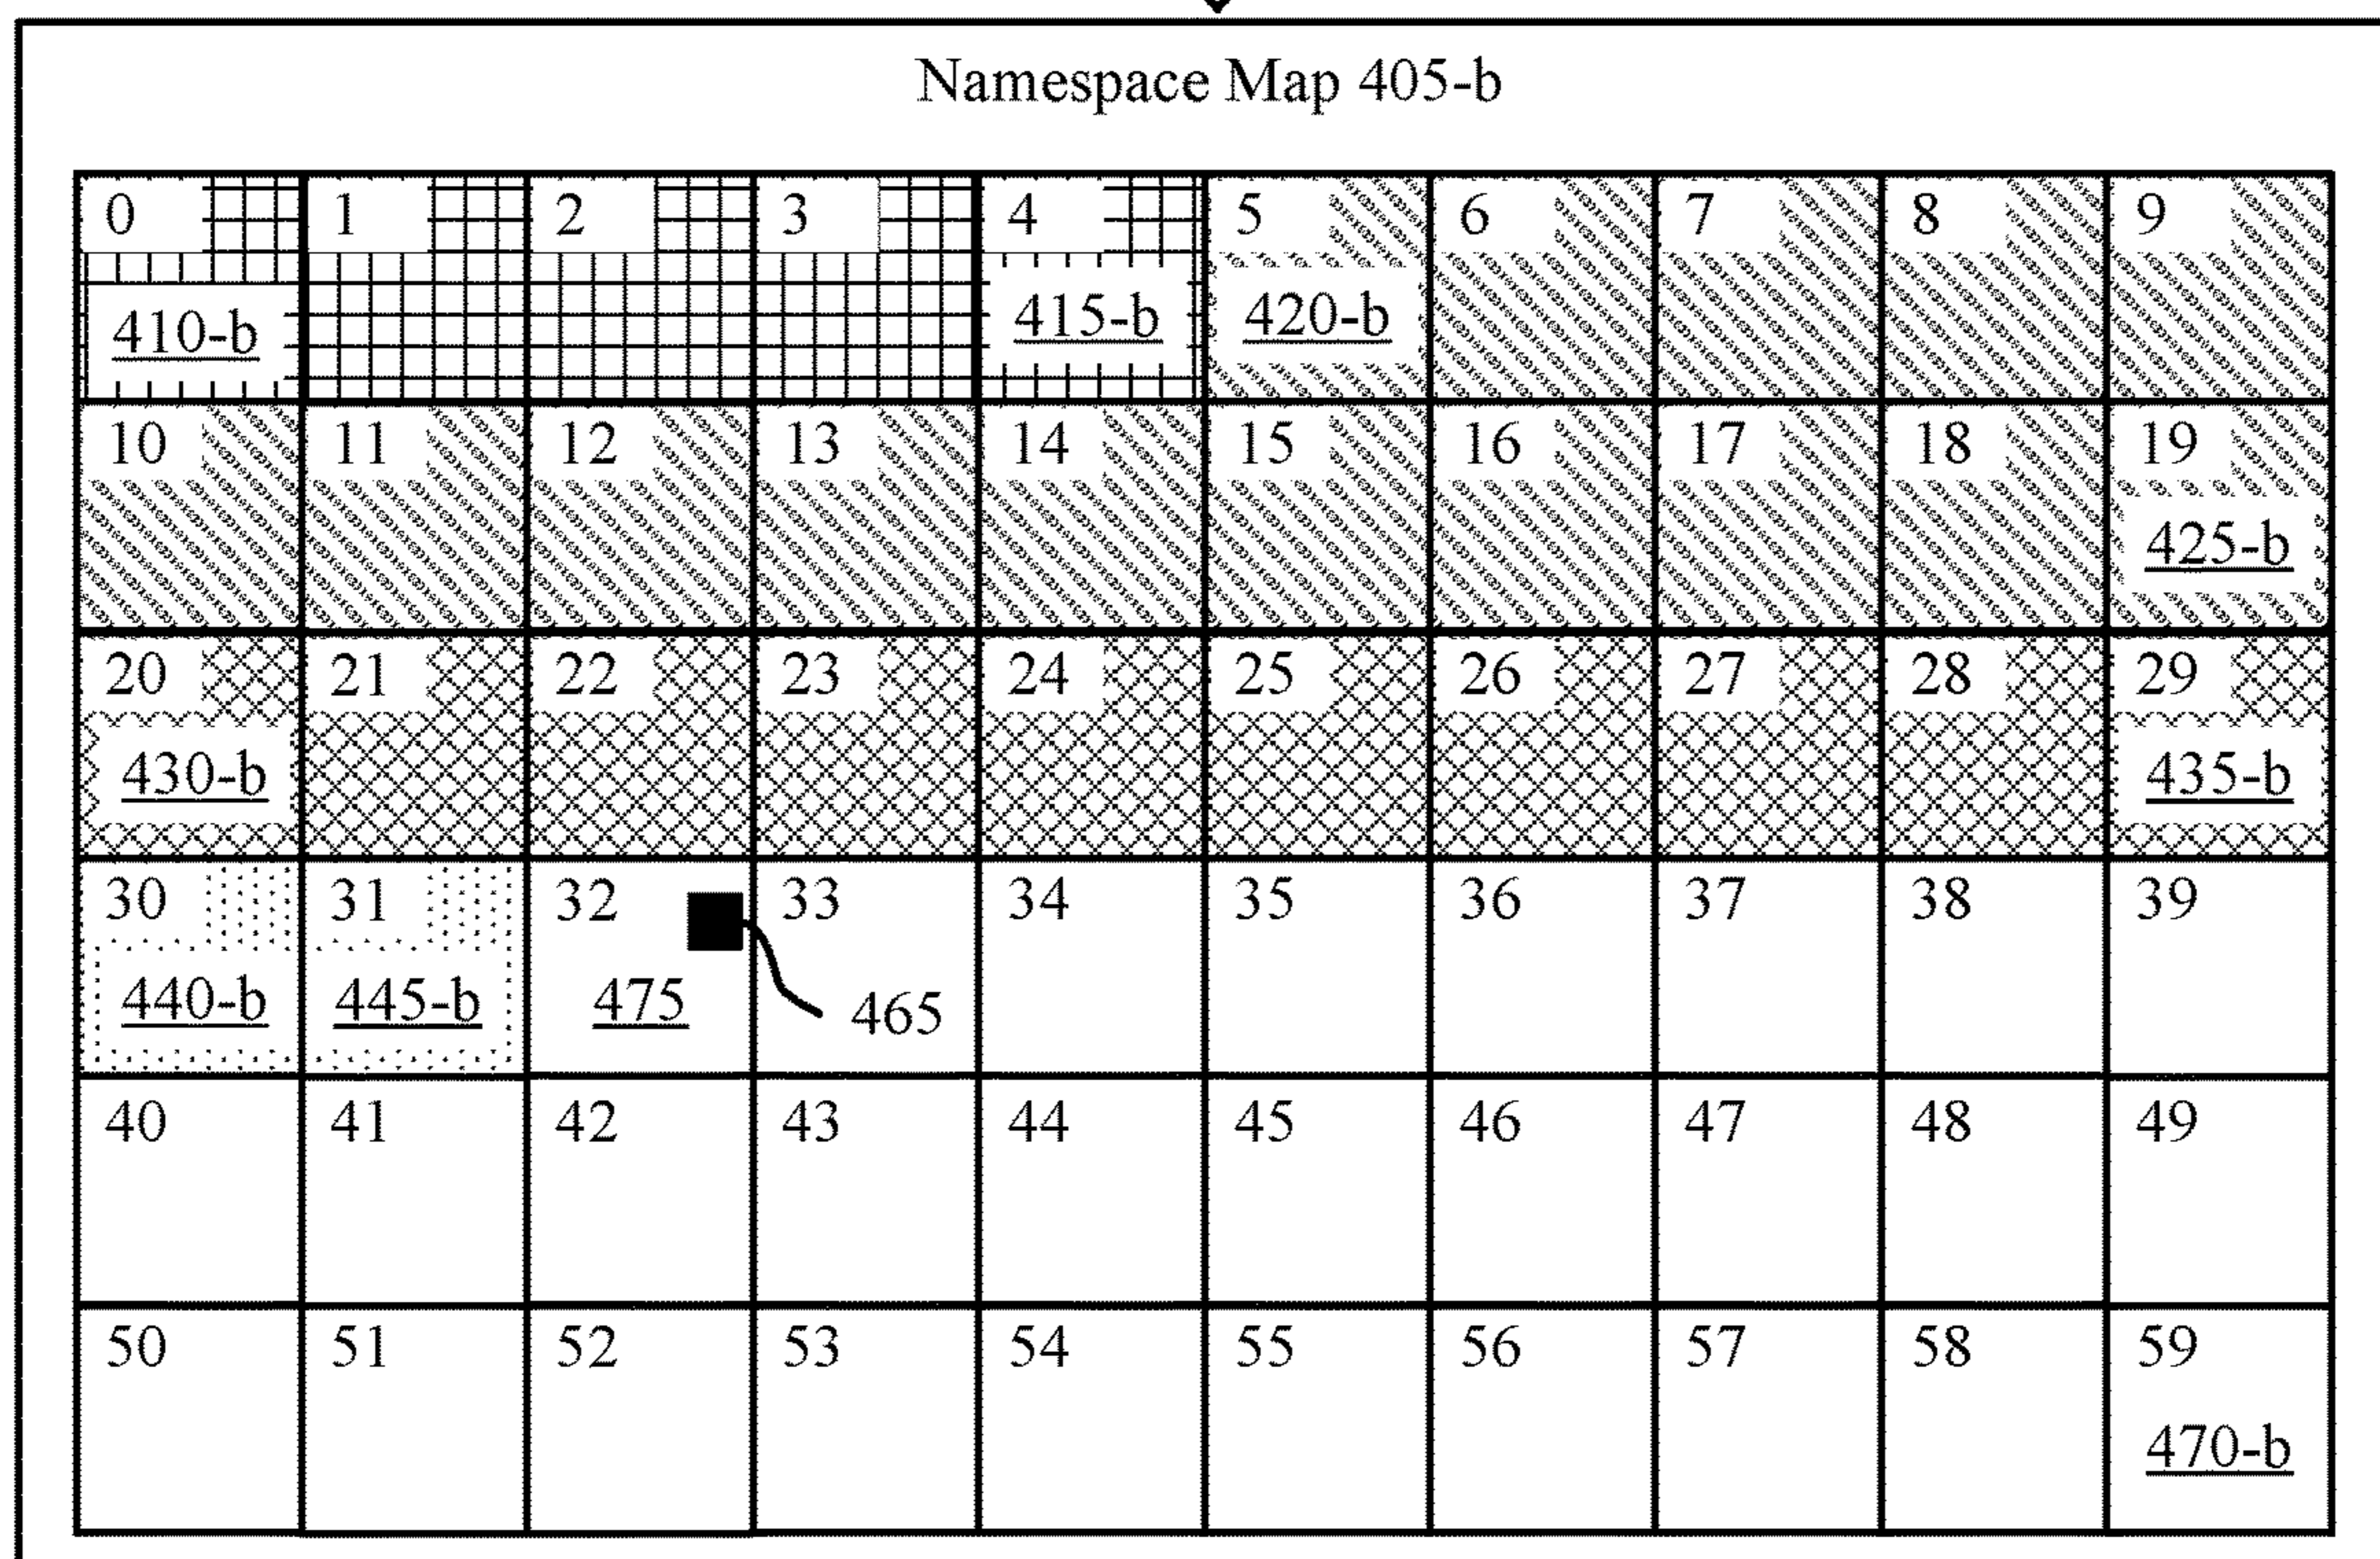 Namespace Map 405-b
0 1 2 3 4 5 6 7 8 9
410-b 415-b 420-b
10 11 12 13 14 15 16 17 18 19
425-b
20 21 22 23 24 25 26 27 28 29
430-b 435-b
30 31 32 33 34 35 36 37 38 39
440-b 445-b 475 465
40 41 42 43 44 45 46 47 48 49
50 51 52 53 54 55 56 57 58 59
470-b